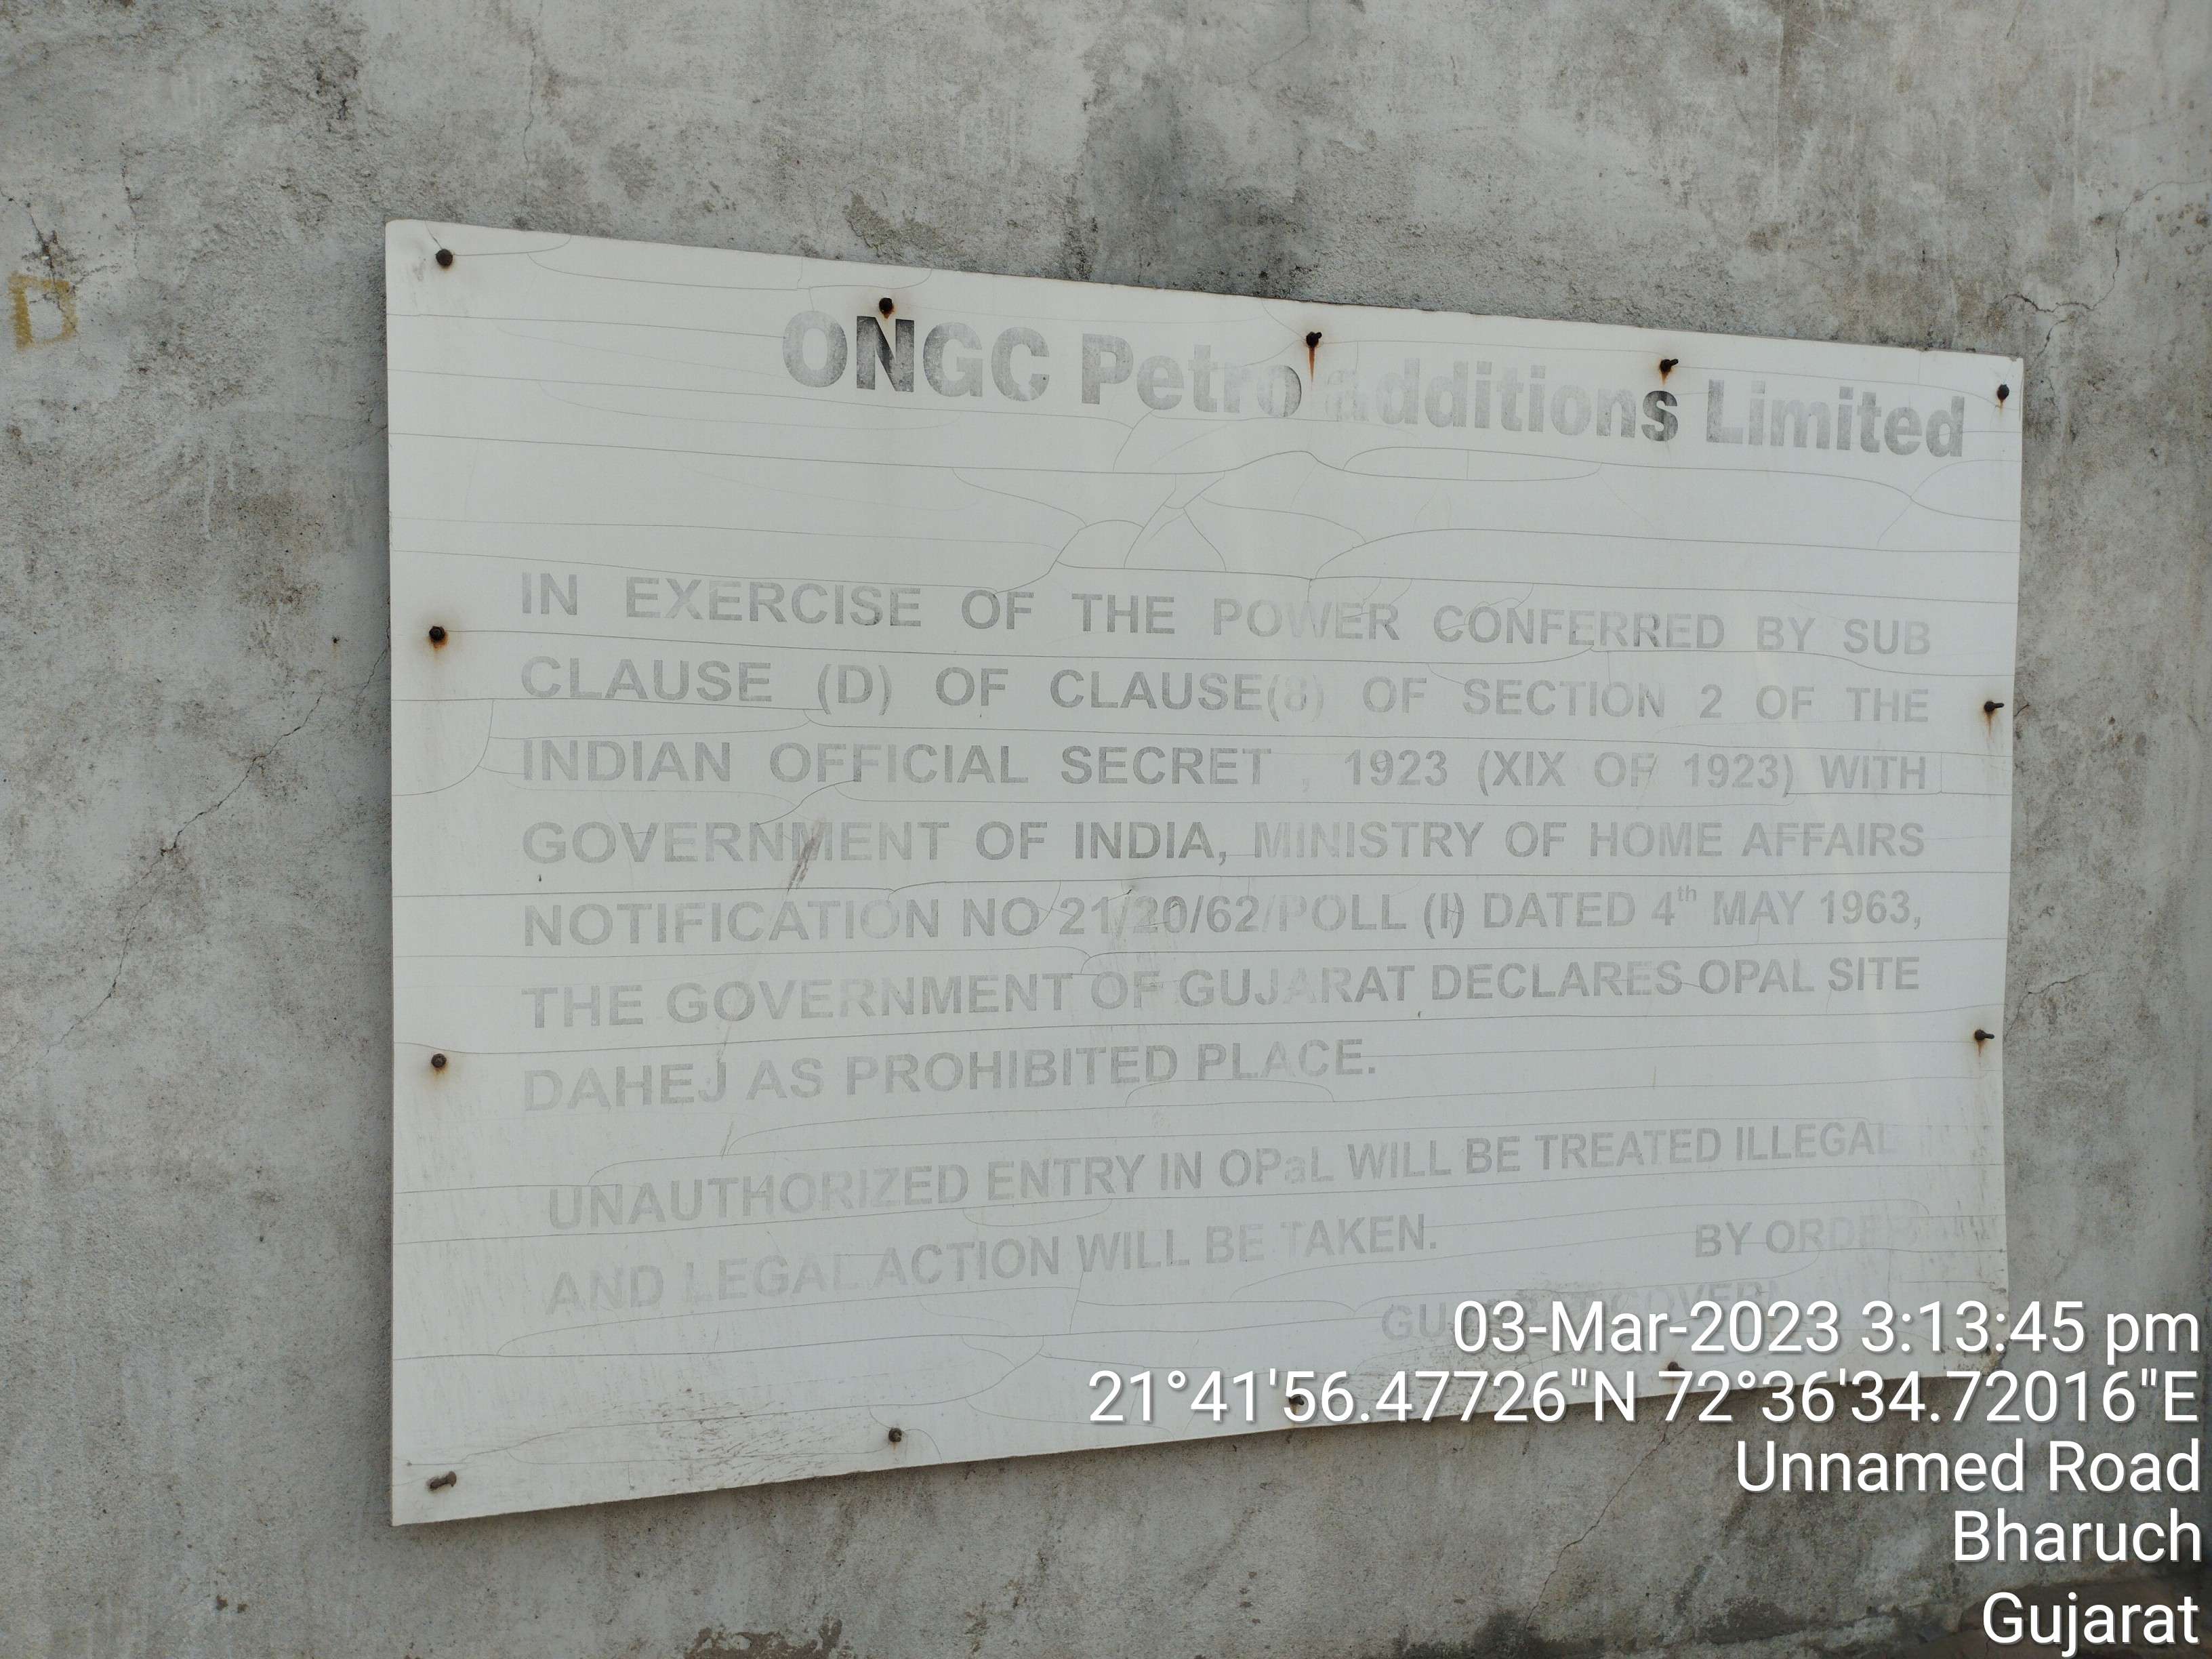 ONGC Petro additions Limited
IN EXERCISE OF THE POWER CONFERRED BY SUB
CLAUSE (D) OF CLAUSE(8) OF SECTION 2 OF THE
INDIAN OFFICIAL SECRET , 1923 (XIX OF 1923) WITH
GOVERNMENT OF INDIA, MINISTRY OF HOME AFFAIRS
NOTIFICATION NO 21/20/62/POLL (I) DATED 4th MAY 1963,
THE GOVERNMENT OF GUJARAT DECLARES OPAL SITE
DAHEJ AS PROHIBITED PLACE.
UNAUTHORIZED ENTRY IN OPaL WILL BE TREATED ILLEGAL
AND LEGAL ACTION WILL BE TAKEN.
BY ORDER
03-Mar-2023 3:13:45 pm
21°41'56.47726"N 72°36'34.72016"E
Unnamed Road
Bharuch
Gujarat